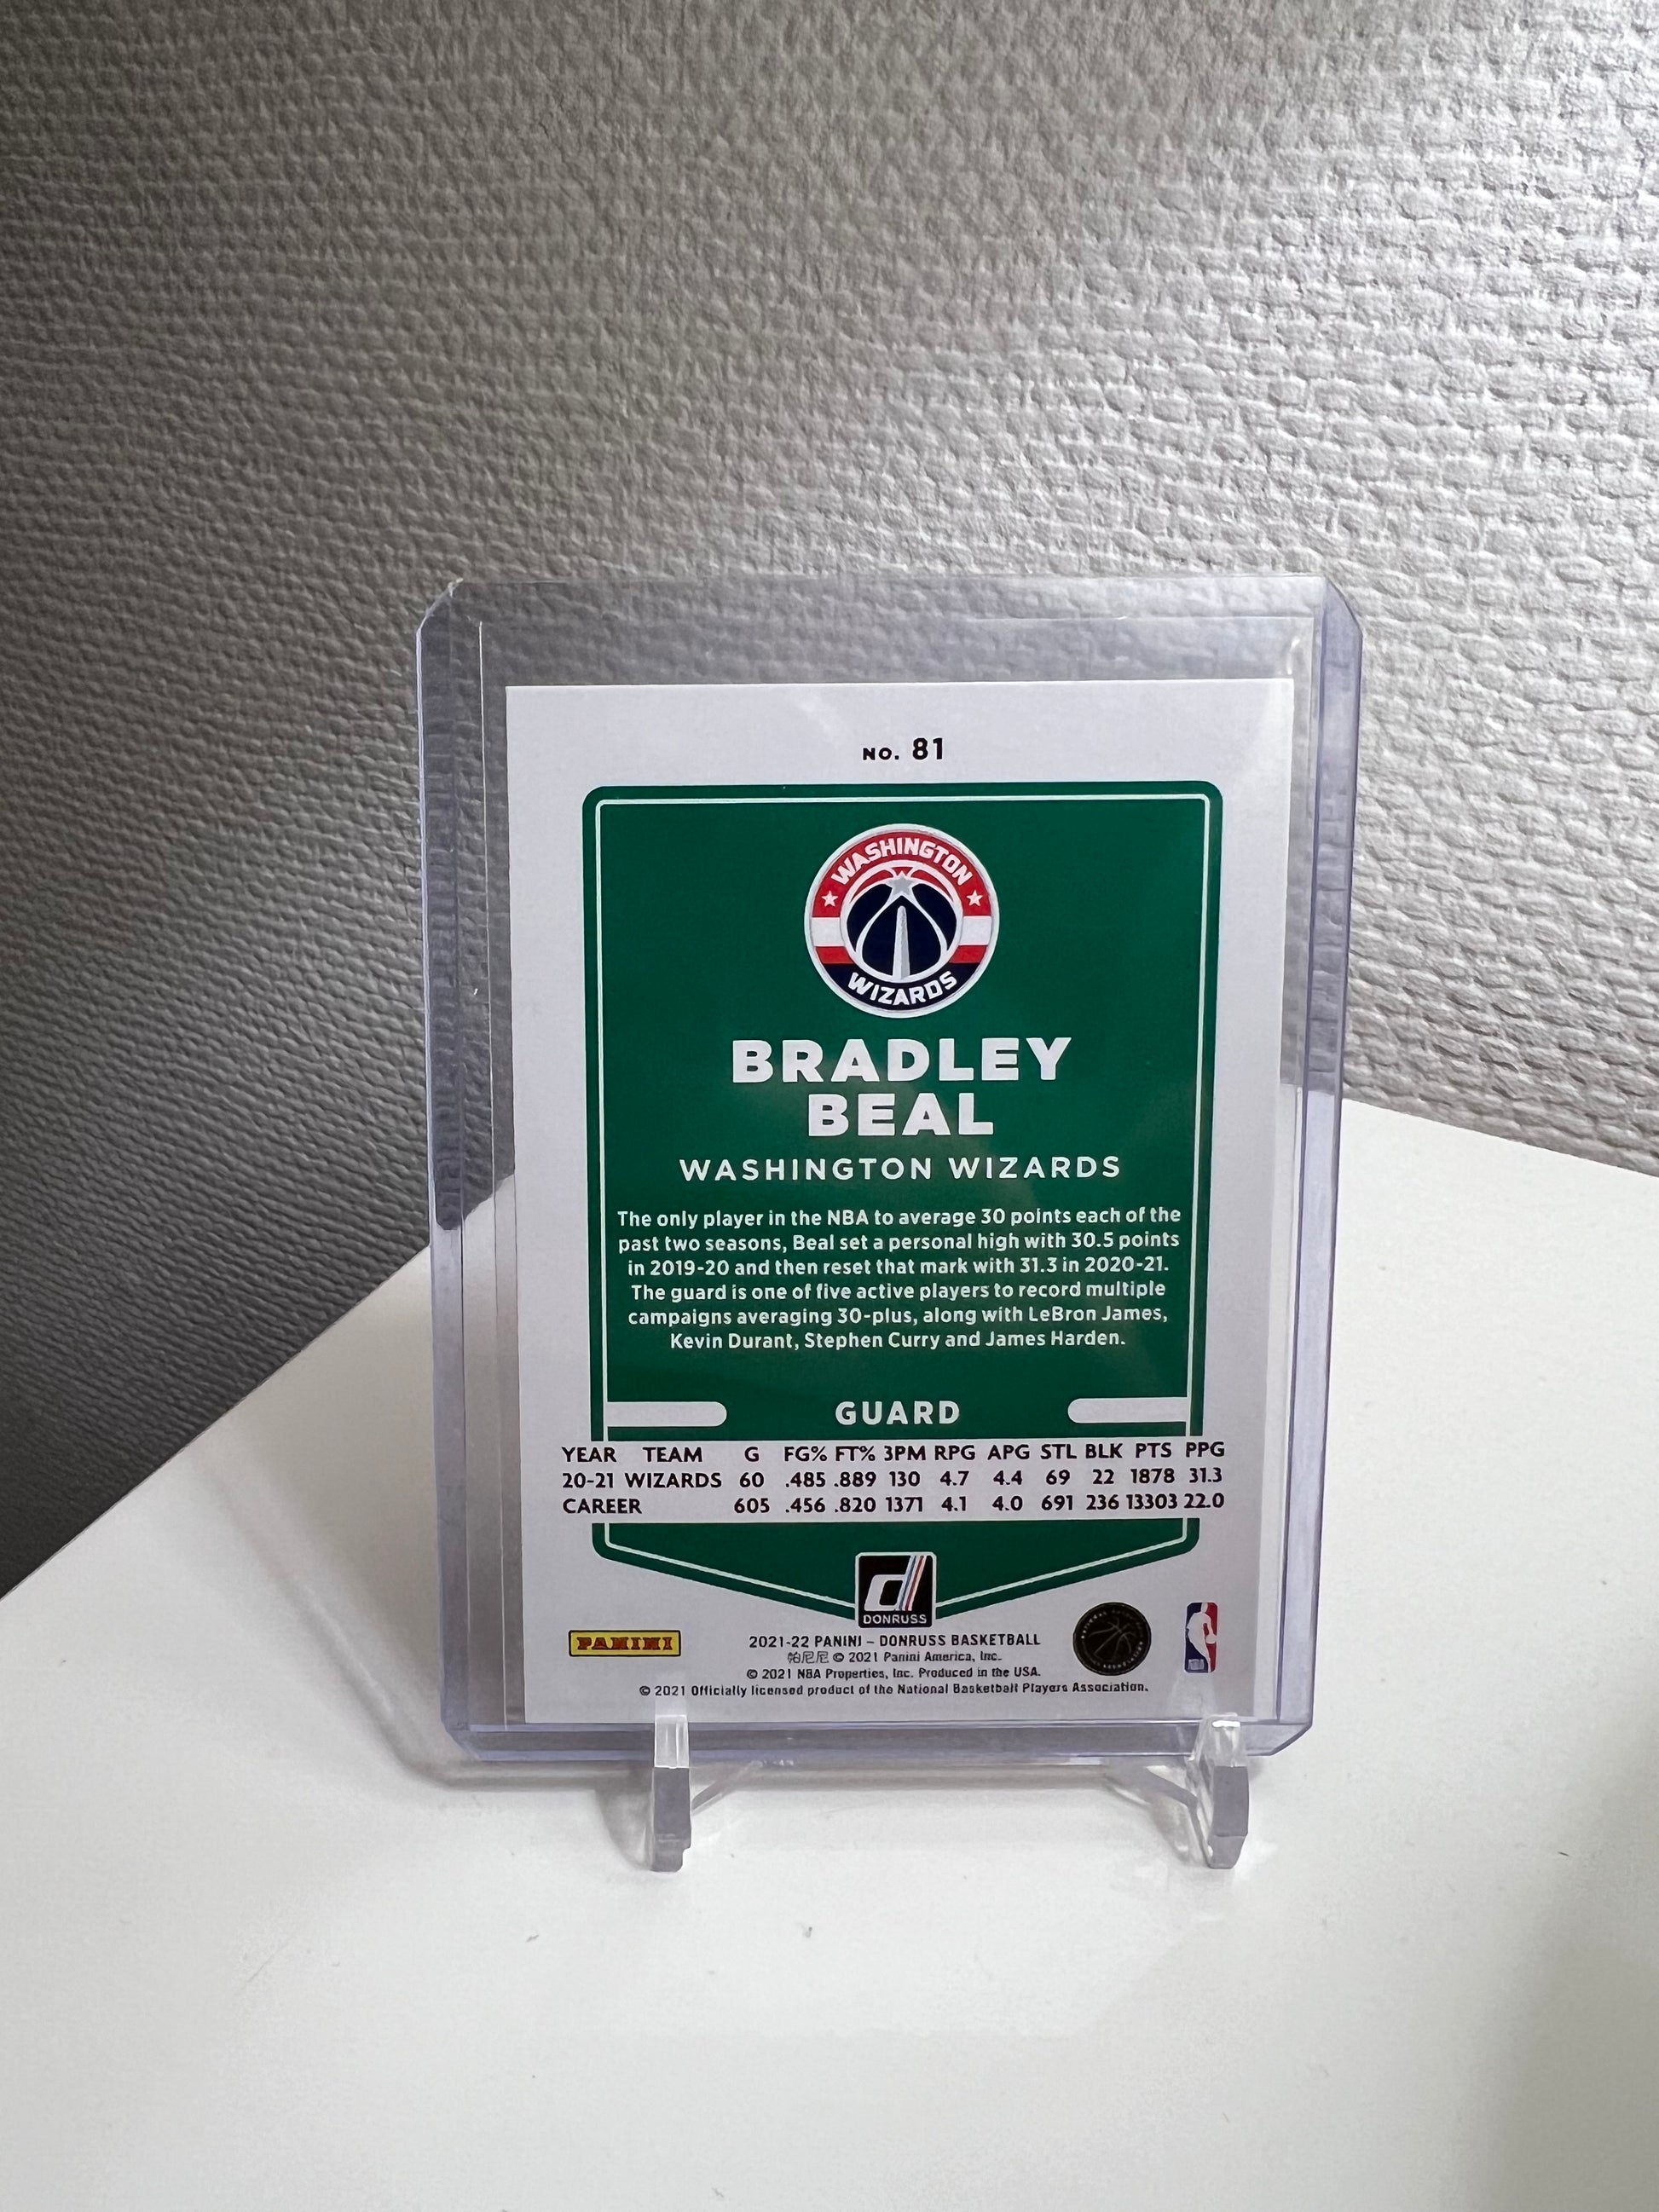 NO. 81
WASHINGTON
WIZARDS
BRADLEY
BEAL
WASHINGTON WIZARDS
The only player in the NBA to average 30 points each of the
past two seasons, Beal set a personal high with 30.5 points
in 2019-20 and then reset that mark with 31.3 in 2020-21.
The guard is one of five active players to record multiple
campaigns averaging 30-plus, along with LeBron James,
Kevin Durant, Stephen Curry and James Harden.
GUARD
YEAR TEAM G FG% FT% 3PM RPG APG STL BLK PTS PPG
20-21 WIZARDS 60 .485 .889 130 4.7 4.4 69 22 1878 31.3
CAREER 605 .456 .820 1371 4.1 4.0 691 236 13303 22.0
DONRUSS
PANINI
2021-22 PANINI – DONRUSS BASKETBALL
帕尼尼 © 2021 Panini America, Inc.
© 2021 NBA Properties, Inc. Produced in the USA.
© 2021 Officially licensed product of the National Basketball Players Association.